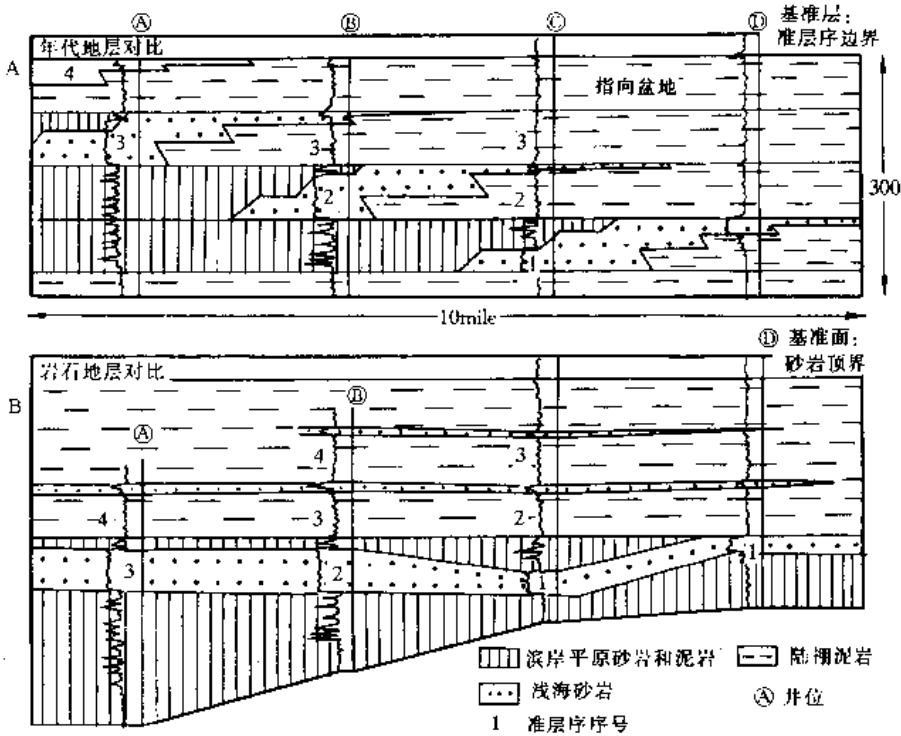 Ⓐ Ⓑ Ⓒ Ⓓ 基准层：
准层序边界
A 年代地层对比
4
指向盆地
3 3 3
2 2
1
300
10mile
Ⓓ 基准面：
砂岩顶界
B 岩石地层对比
Ⓐ Ⓑ
4 3
4 3 2
3 2 1 1
滨岸平原砂岩和泥岩 陆棚泥岩
浅海砂岩 Ⓐ 井位
1 准层序序号